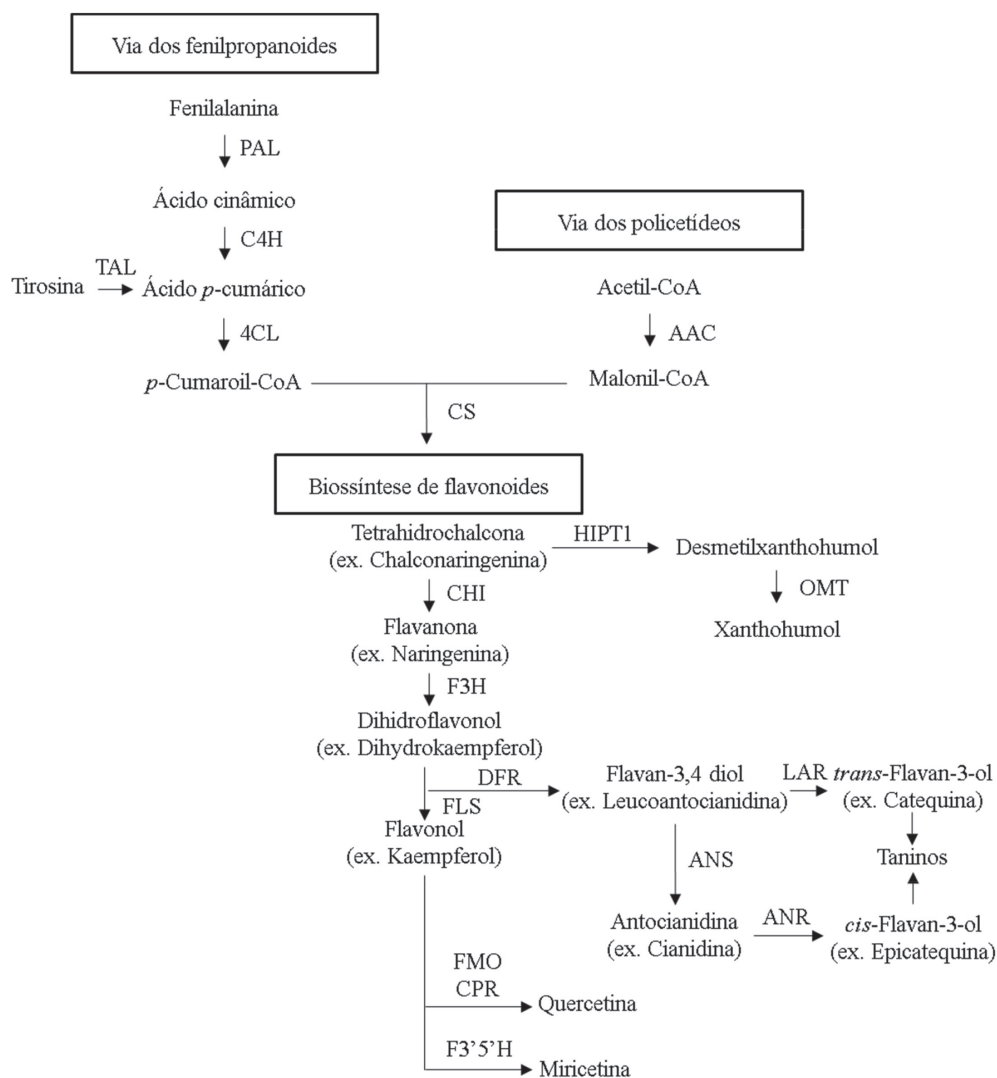 Via dos fenilpropanoides
Fenilalanina
PAL
Ácido cinâmico
C4H
Tirosina
TAL
Ácido p-cumárico
4CL
p-Cumaroil-CoA
Via dos policetídeos
Acetil-CoA
AAC
Malonil-CoA
CS
Biossíntese de flavonoides
Tetrahidrochalcona
(ex. Chalconaringenina)
HIPT1
Desmetilxanthohumol
OMT
Xanthohumol
CHI
Flavanona
(ex. Naringenina)
F3H
Dihidroflavonol
(ex. Dihydrokaempferol)
DFR
FLS
Flavonol
(ex. Kaempferol)
Flavan-3,4 diol
(ex. Leucoantocianidina)
LAR
trans-Flavan-3-ol
(ex. Catequina)
Taninos
ANS
Antocianidina
(ex. Cianidina)
ANR
cis-Flavan-3-ol
(ex. Epicatequina)
FMO
CPR
Quercetina
F3’5’H
Miricetina